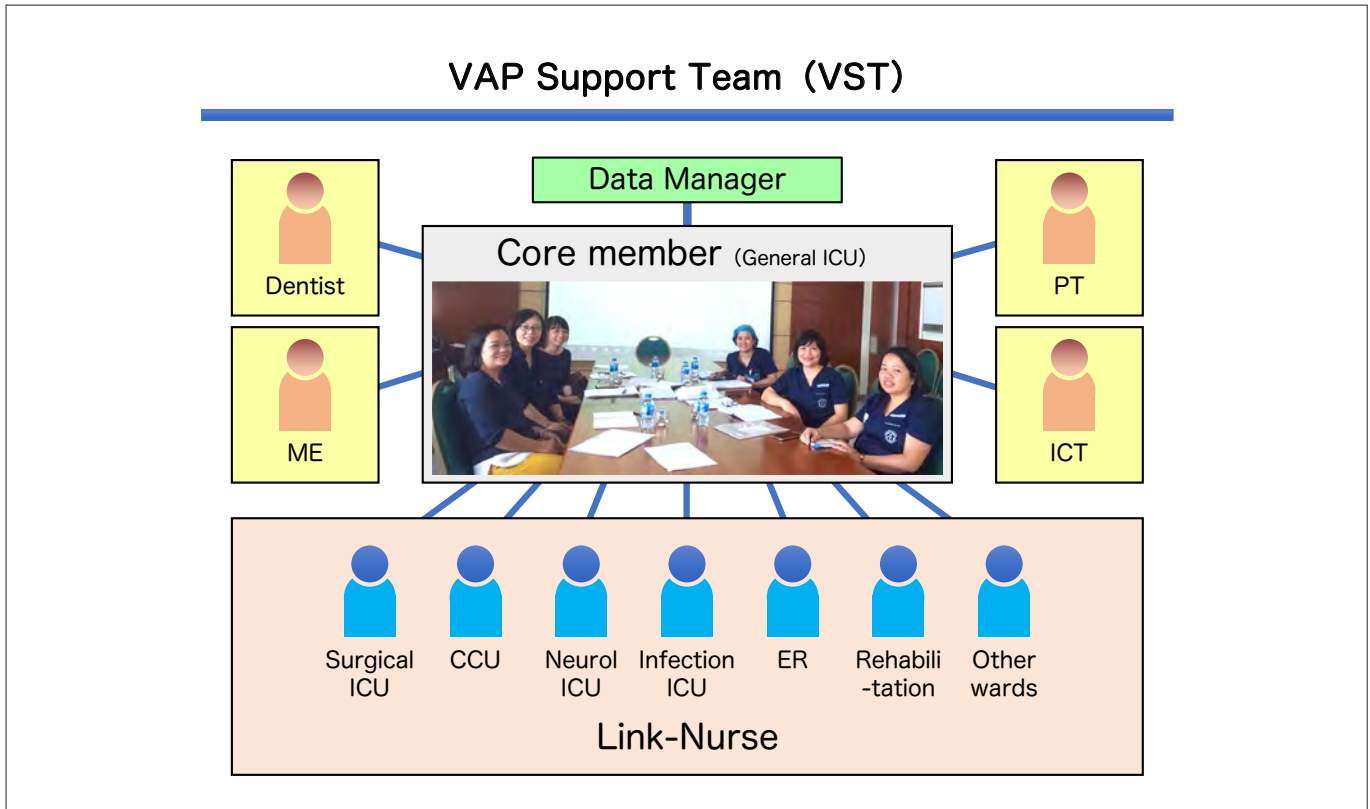 VAP Support Team（VST）
Data Manager
Core member（General ICU）
Dentist
ME
PT
ICT
Surgical
ICU
CCU
Neurol
ICU
Infection
ICU
ER
Rehabili
-tation
Other
wards
Link-Nurse